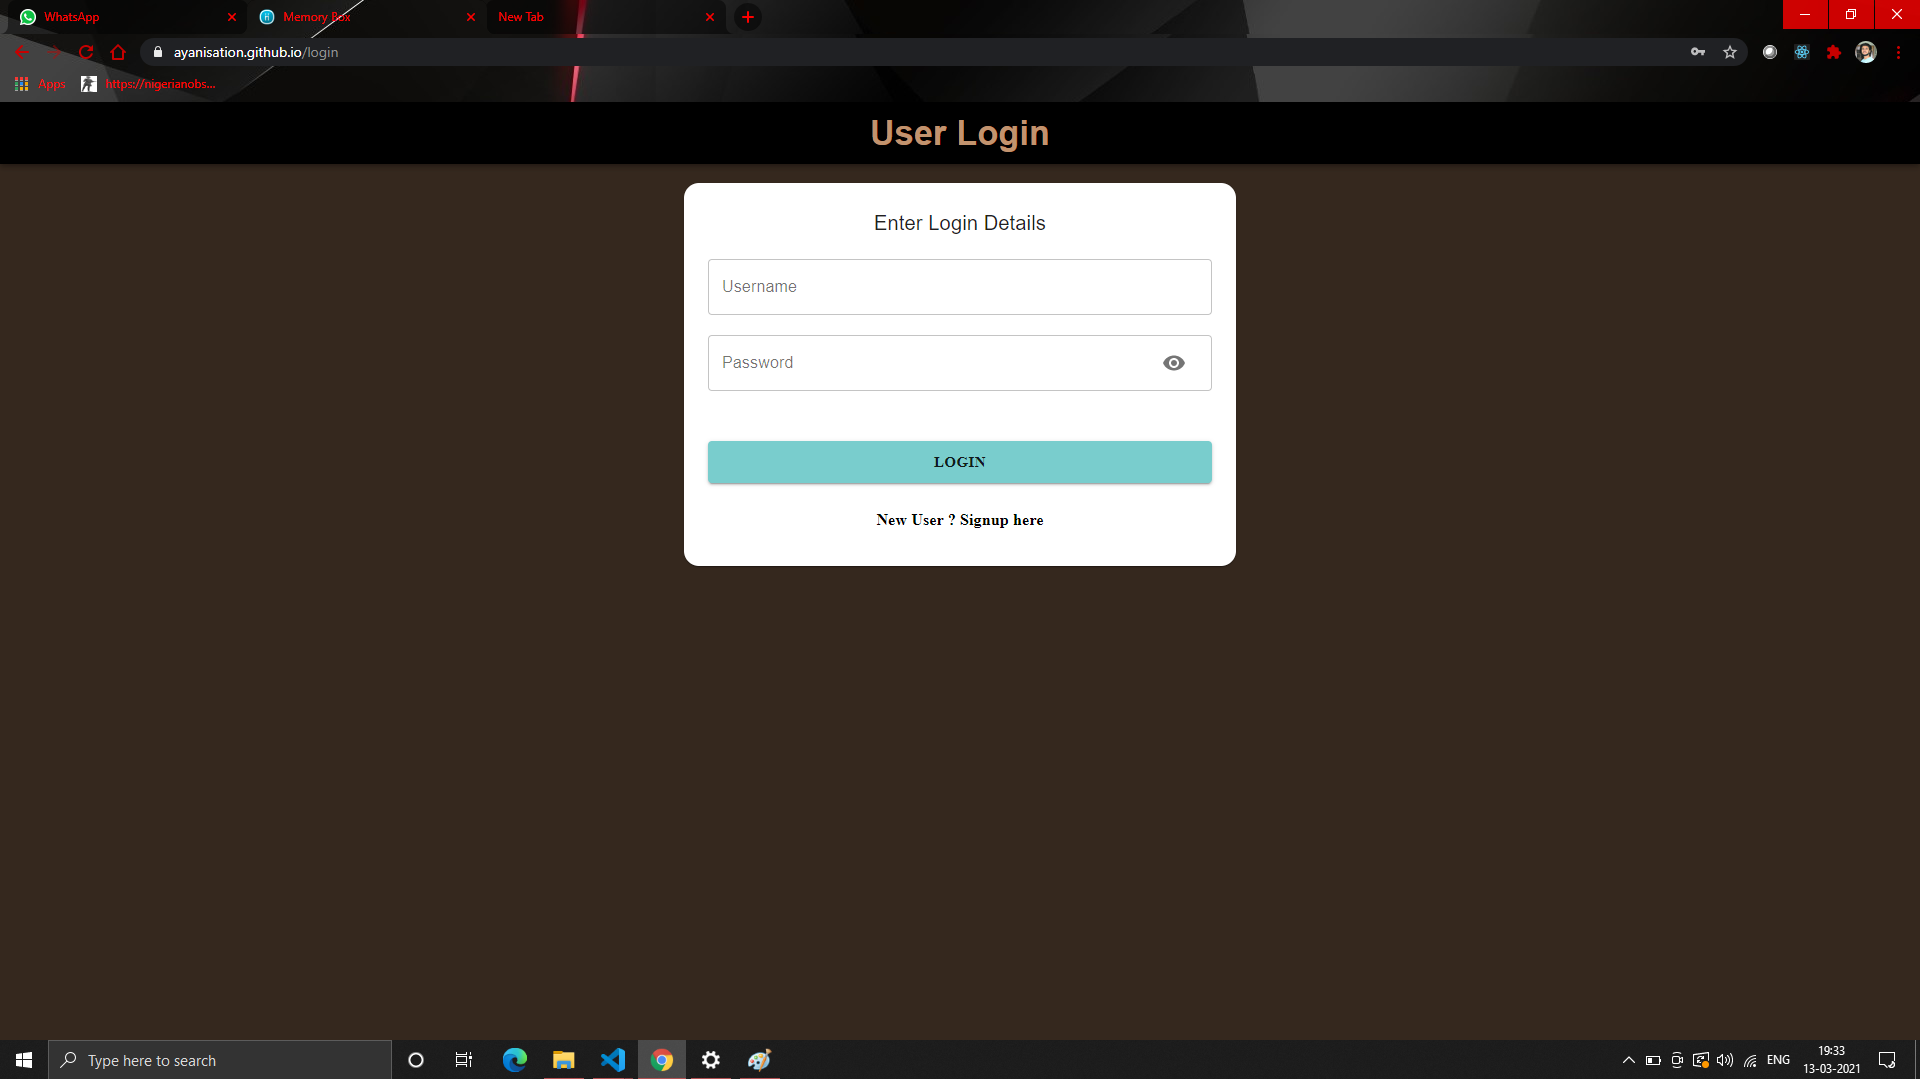 WhatsApp
Memory Box
New Tab
ayanisation.github.io/login
Apps
https://nigerianobs...
User Login
Enter Login Details
Username
Password
LOGIN
New User ? Signup here
Type here to search
ENG
19:33
13-03-2021